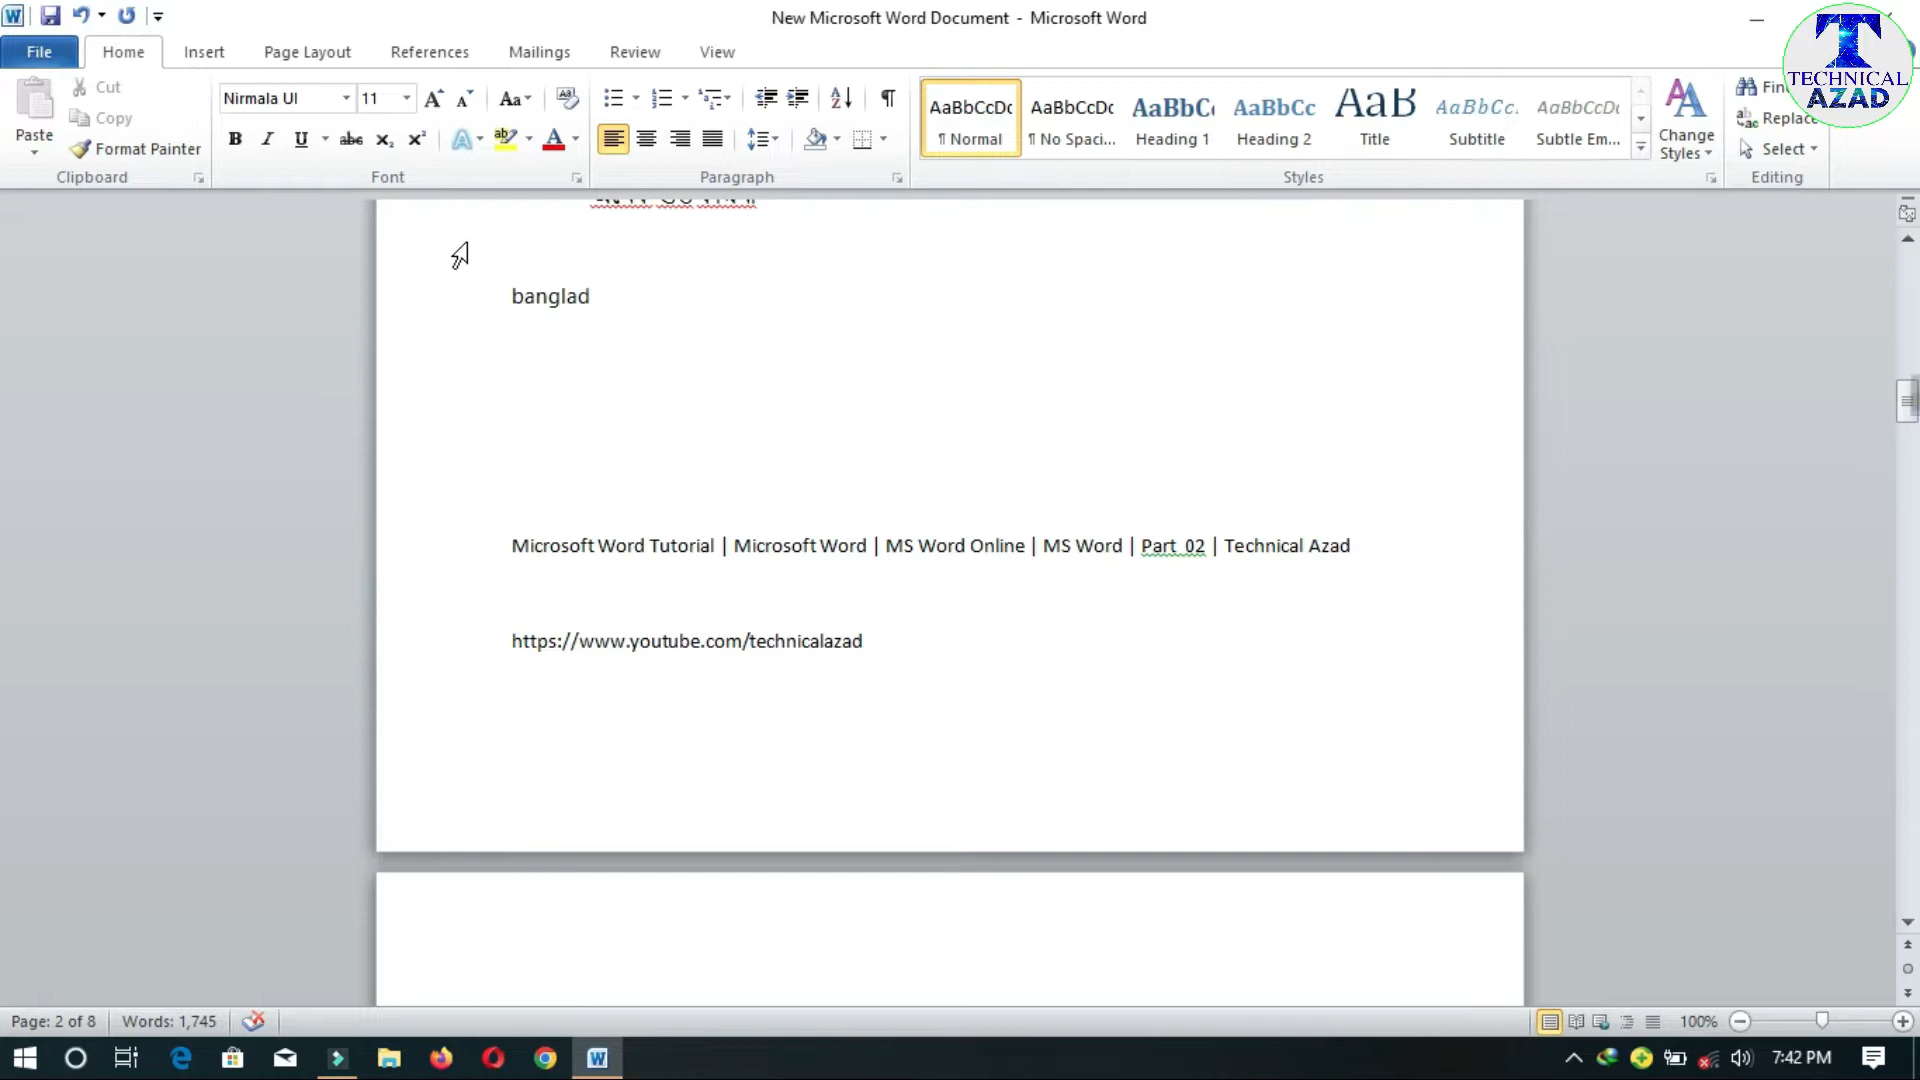 New Microsoft Word Document - Microsoft Word
File Home Insert Page Layout References Mailings Review View
TECHNICAL
AZAD
Paste
Cut
Copy
Format Painter
Clipboard
Nirmala UI 11
Font
Paragraph
AaBbCcDc AaBbCcDc AaBbC AaBbCc AaB AaBbCc. AaBbCcDc
¶ Normal ¶ No Spaci... Heading 1 Heading 2 Title Subtitle Subtle Em...
Change
Styles
Styles
Replace
Select
Editing
banglad
Microsoft Word Tutorial | Microsoft Word | MS Word Online | MS Word | Part 02 | Technical Azad
https://www.youtube.com/technicalazad
Page: 2 of 8 Words: 1,745 100%
7:42 PM